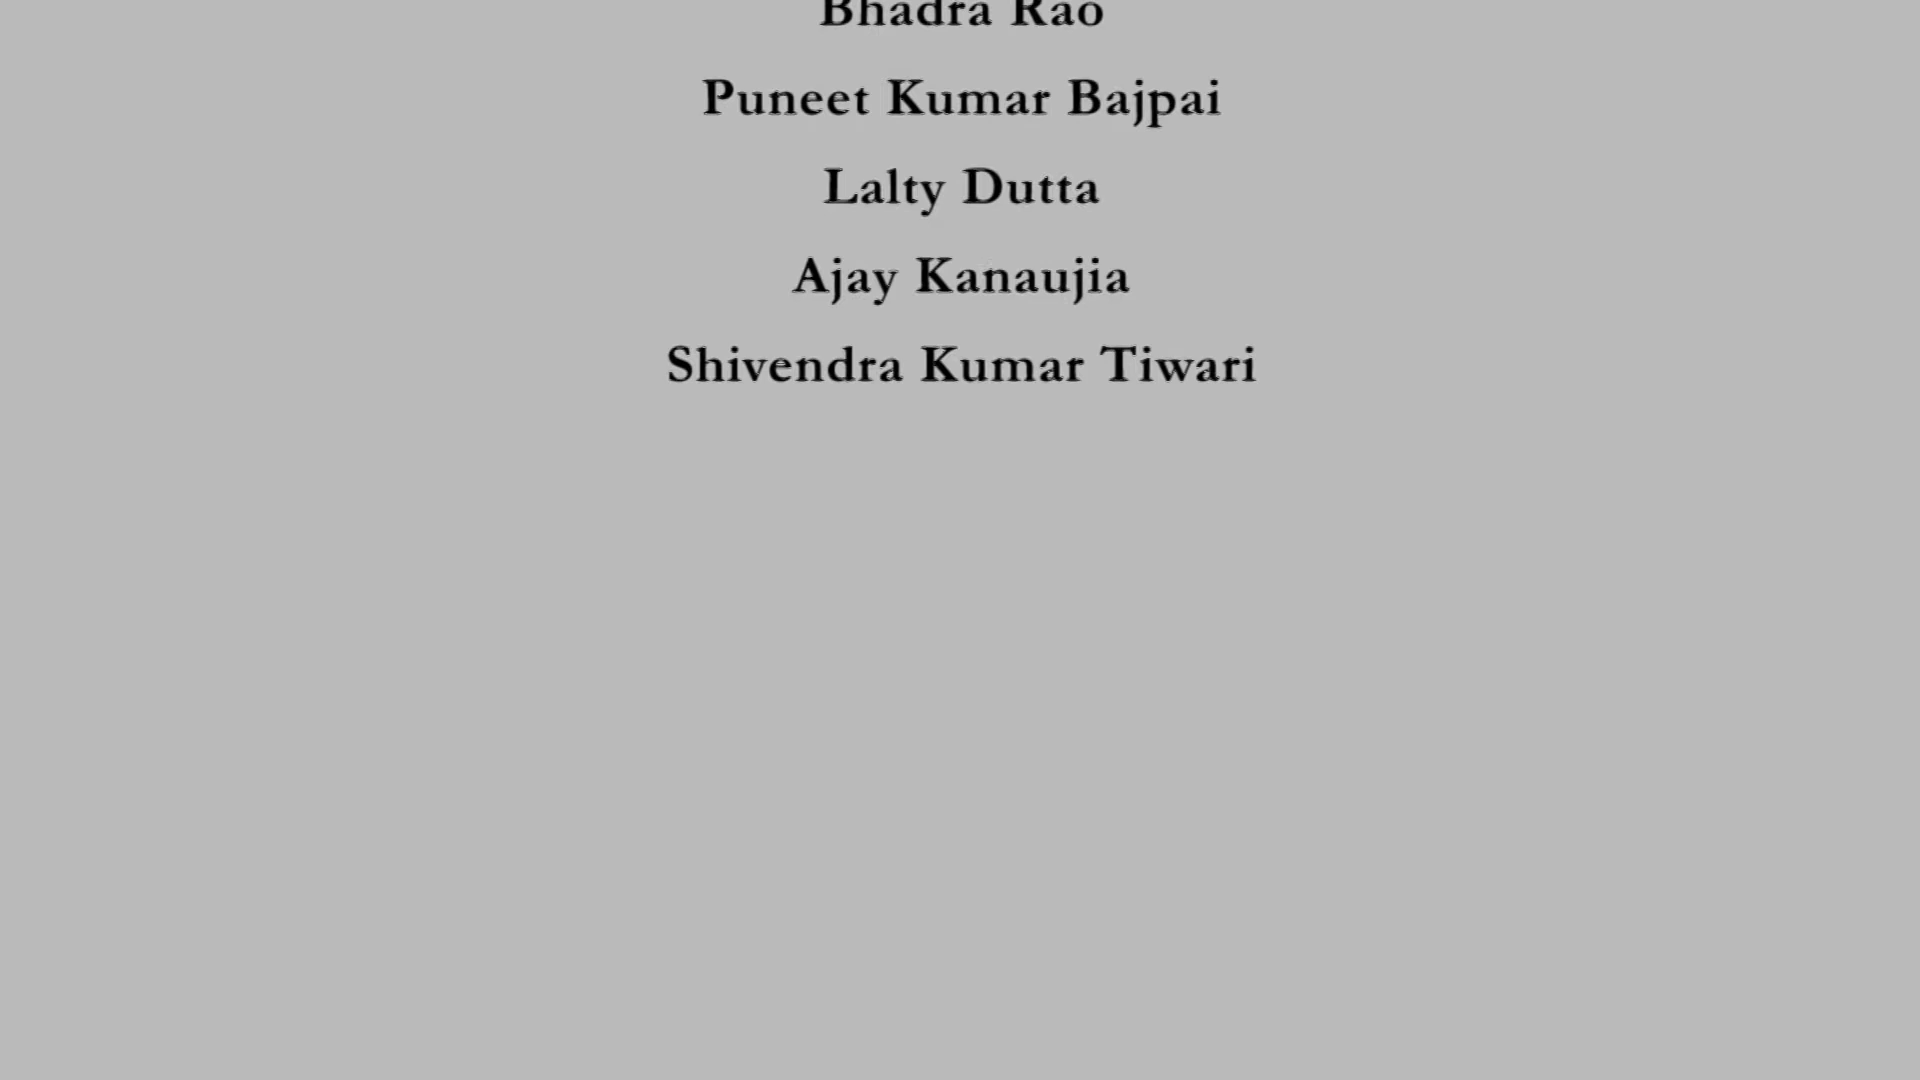 Bhadra Rao
Puneet Kumar Bajpai
Lalty Dutta
Ajay Kanaujia
Shivendra Kumar Tiwari